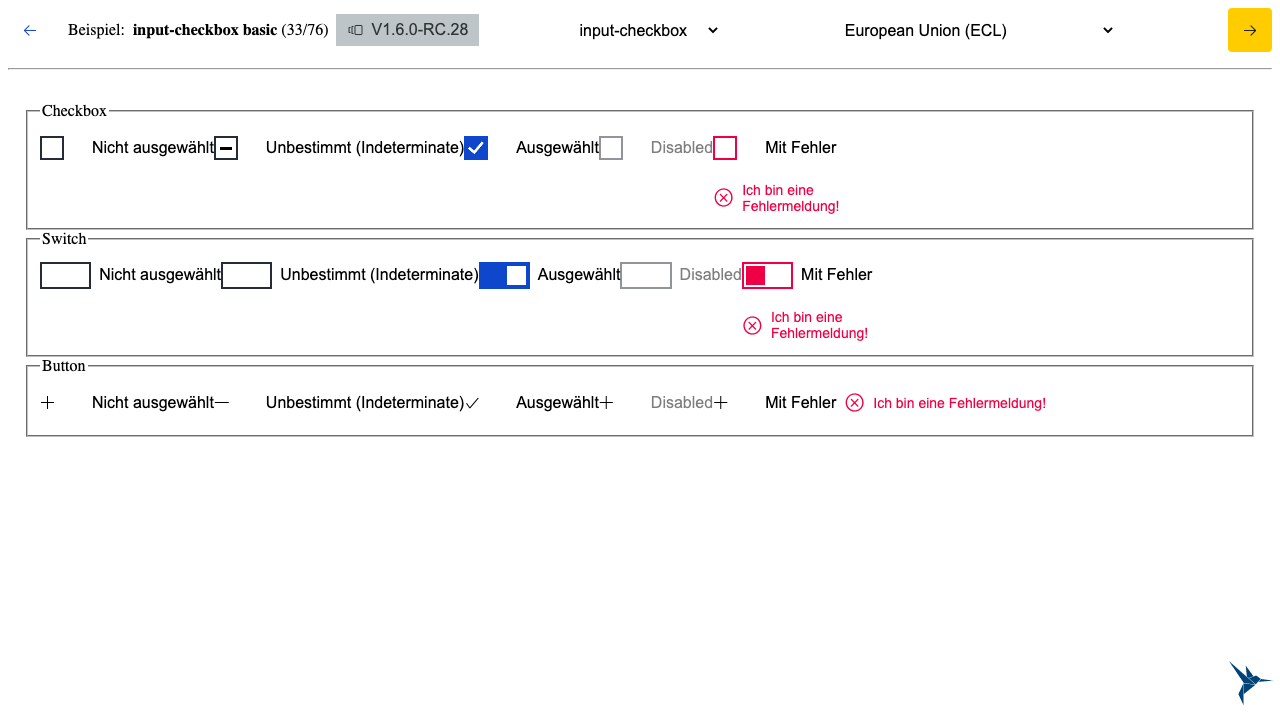 Beispiel: input-checkbox basic (33/76) V1.6.0-RC.28 input-checkbox European Union (ECL)
Checkbox
Nicht ausgewählt Unbestimmt (Indeterminate) Ausgewählt Disabled Mit Fehler
Ich bin eine
Fehlermeldung!
Switch
Nicht ausgewählt Unbestimmt (Indeterminate) Ausgewählt Disabled Mit Fehler
Ich bin eine
Fehlermeldung!
Button
Nicht ausgewählt Unbestimmt (Indeterminate) Ausgewählt Disabled Mit Fehler Ich bin eine Fehlermeldung!